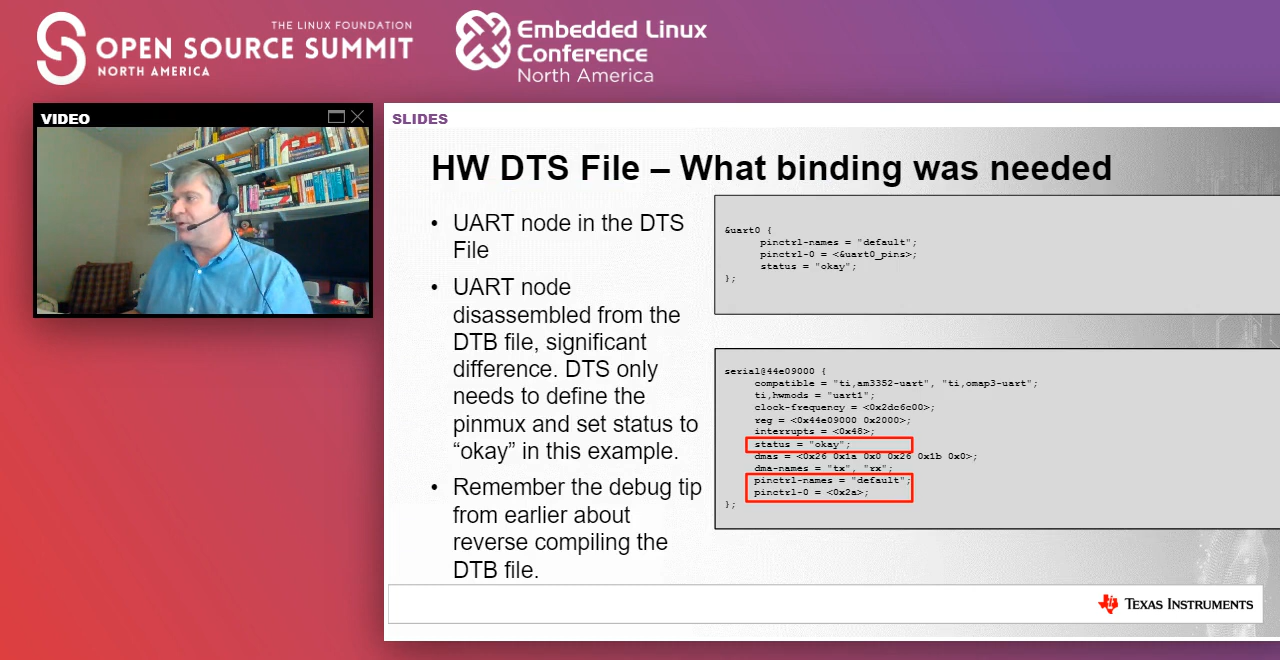 THE LINUX FOUNDATION
OPEN SOURCE SUMMIT
NORTH AMERICA
Embedded Linux
Conference
North America
VIDEO
SLIDES
HW DTS File – What binding was needed
• UART node in the DTS
File
• UART node
disassembled from the
DTB file, significant
difference. DTS only
needs to define the
pinmux and set status to
“okay” in this example.
• Remember the debug tip
from earlier about
reverse compiling the
DTB file.
&uart0 {
pinctrl-names = "default";
pinctrl-0 = <&uart0_pins>;
status = "okay";
};
serial@44e09000 {
compatible = "ti,am3352-uart", "ti,omap3-uart";
ti,hwmods = "uart1";
clock-frequency = <0x2dc6c00>;
reg = <0x44e09000 0x2000>;
interrupts = <0x48>;
status = "okay";
dmas = <0x26 0x1a 0x0 0x26 0x1b 0x0>;
dma-names = "tx", "rx";
pinctrl-names = "default";
pinctrl-0 = <0x2a>;
};
TEXAS INSTRUMENTS